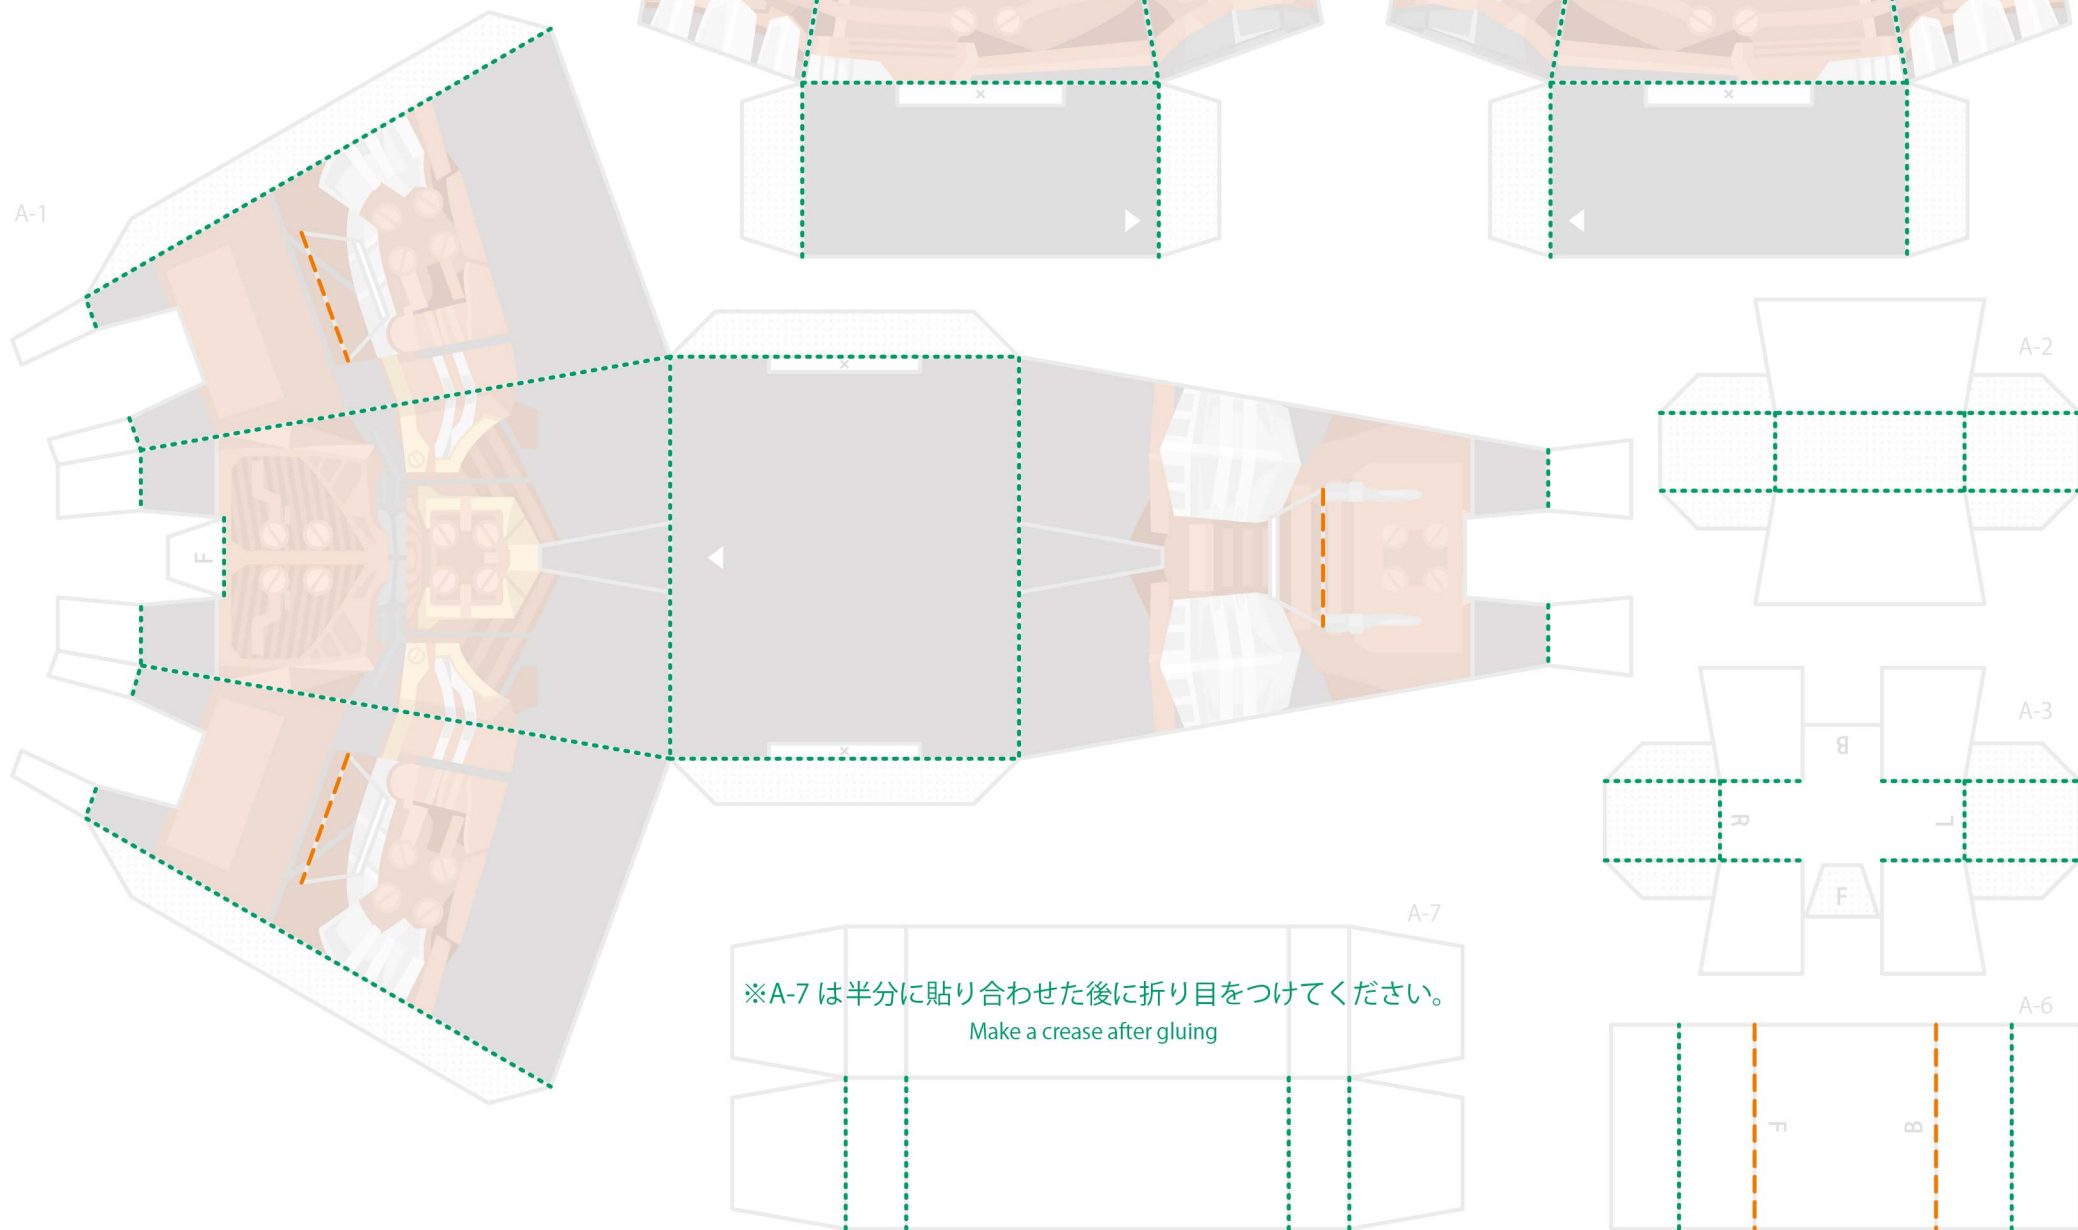 ×
×
A-1
A-2
×
F
A-3
B
R
L
×
F
A-7
※A-7 は半分に貼り合わせた後に折り目をつけてください。
Make a crease after gluing
A-6
F
B